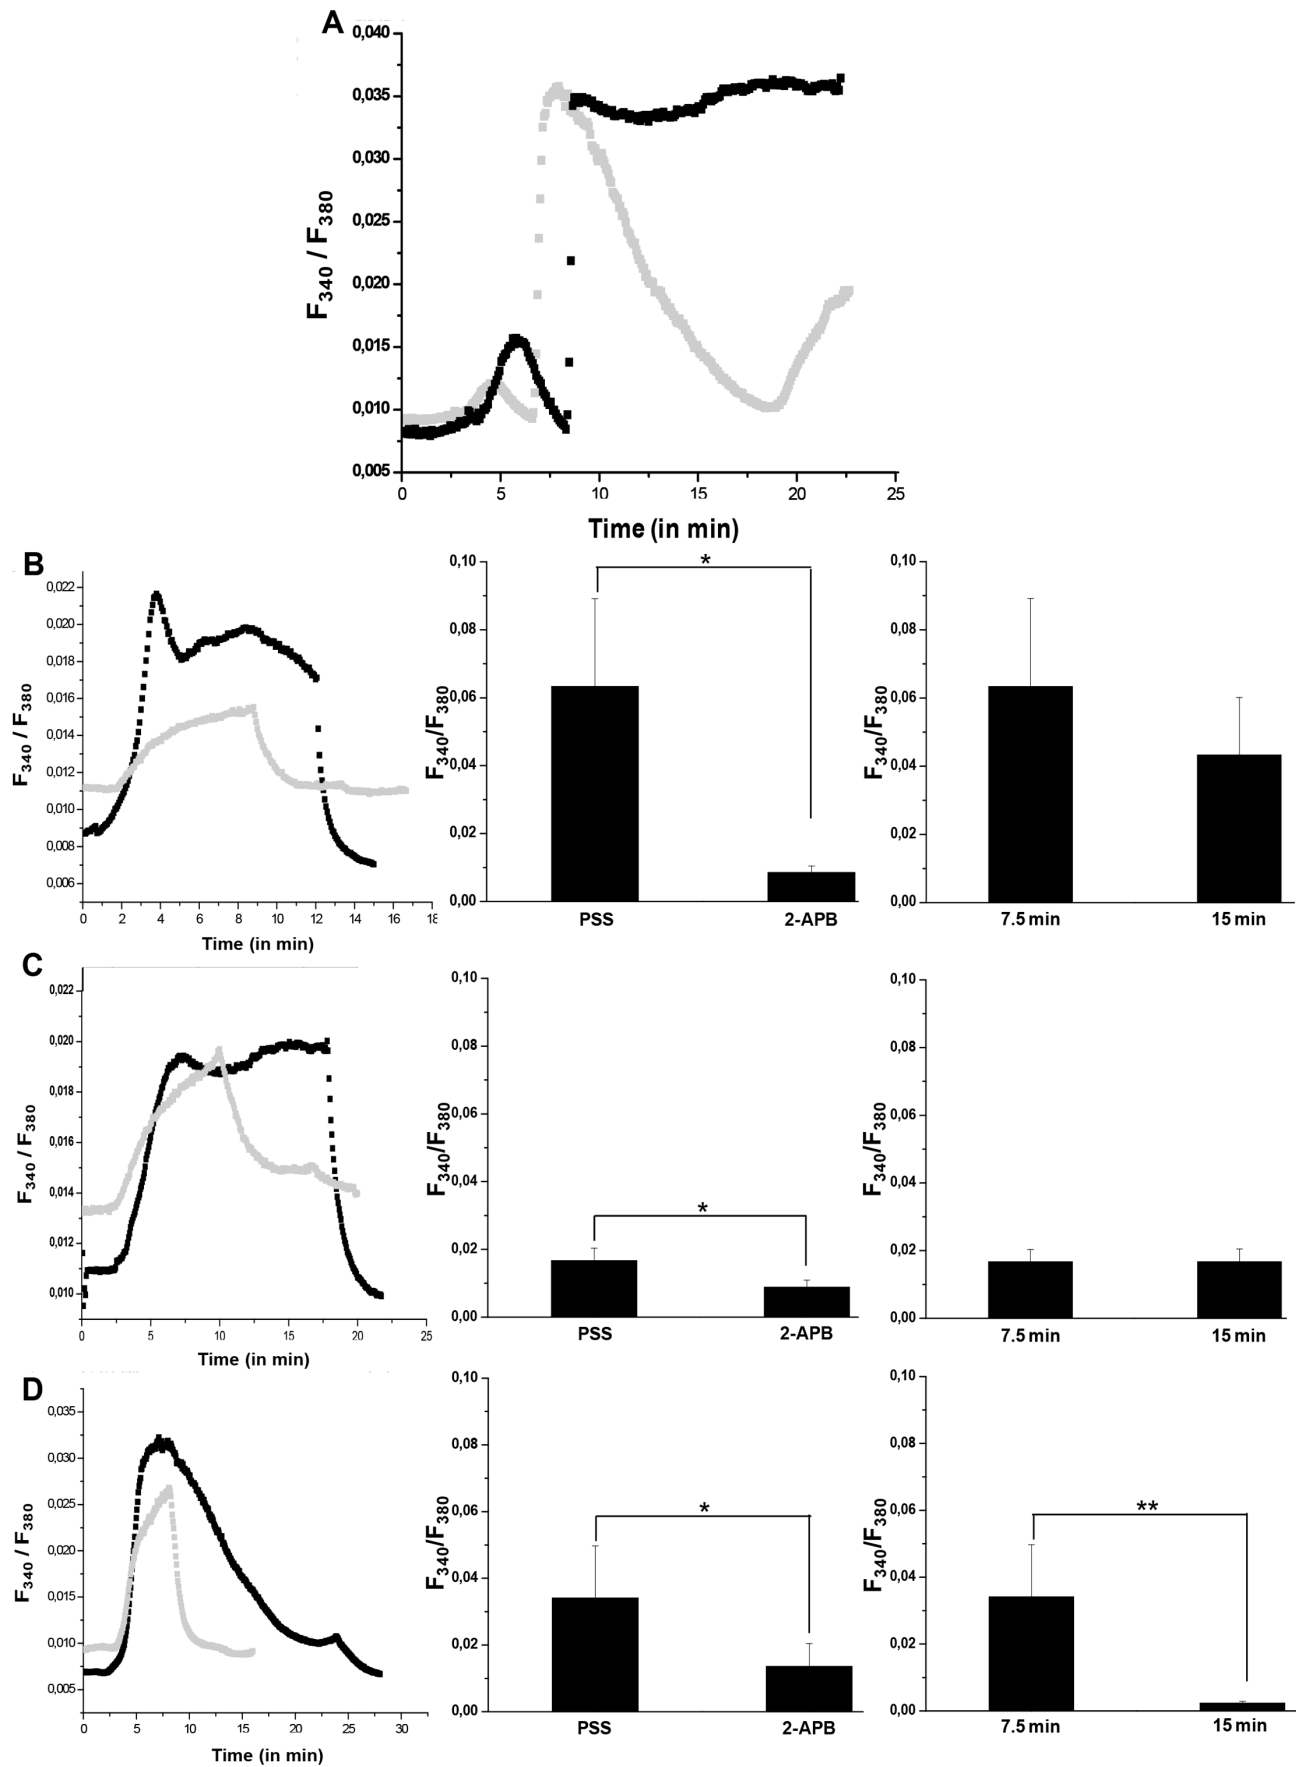 A
0,040
0,035
0,030
0,025
0,020
0,015
0,010
0,005
F340 / F380
0 5 10 15 20 25
Time (in min)
B
0,022
0,020
0,018
0,016
0,014
0,012
0,010
0,008
0,006
F340 / F380
0 2 4 6 8 10 12 14 16 18
Time (in min)
*
0,10
0,08
0,06
0,04
0,02
0,00
F340/F380
PSS 2-APB
0,10
0,08
0,06
0,04
0,02
0,00
F340/F380
7.5 min 15 min
C
0,022
0,020
0,018
0,016
0,014
0,012
0,010
F340 / F380
0 5 10 15 20 25
Time (in min)
*
0,10
0,08
0,06
0,04
0,02
0,00
F340/F380
PSS 2-APB
0,10
0,08
0,06
0,04
0,02
0,00
F340/F380
7.5 min 15 min
D
0,035
0,030
0,025
0,020
0,015
0,010
0,005
F340 / F380
0 5 10 15 20 25 30
Time (in min)
*
0,10
0,08
0,06
0,04
0,02
0,00
F340/F380
PSS 2-APB
**
0,10
0,08
0,06
0,04
0,02
0,00
F340/F380
7.5 min 15 min